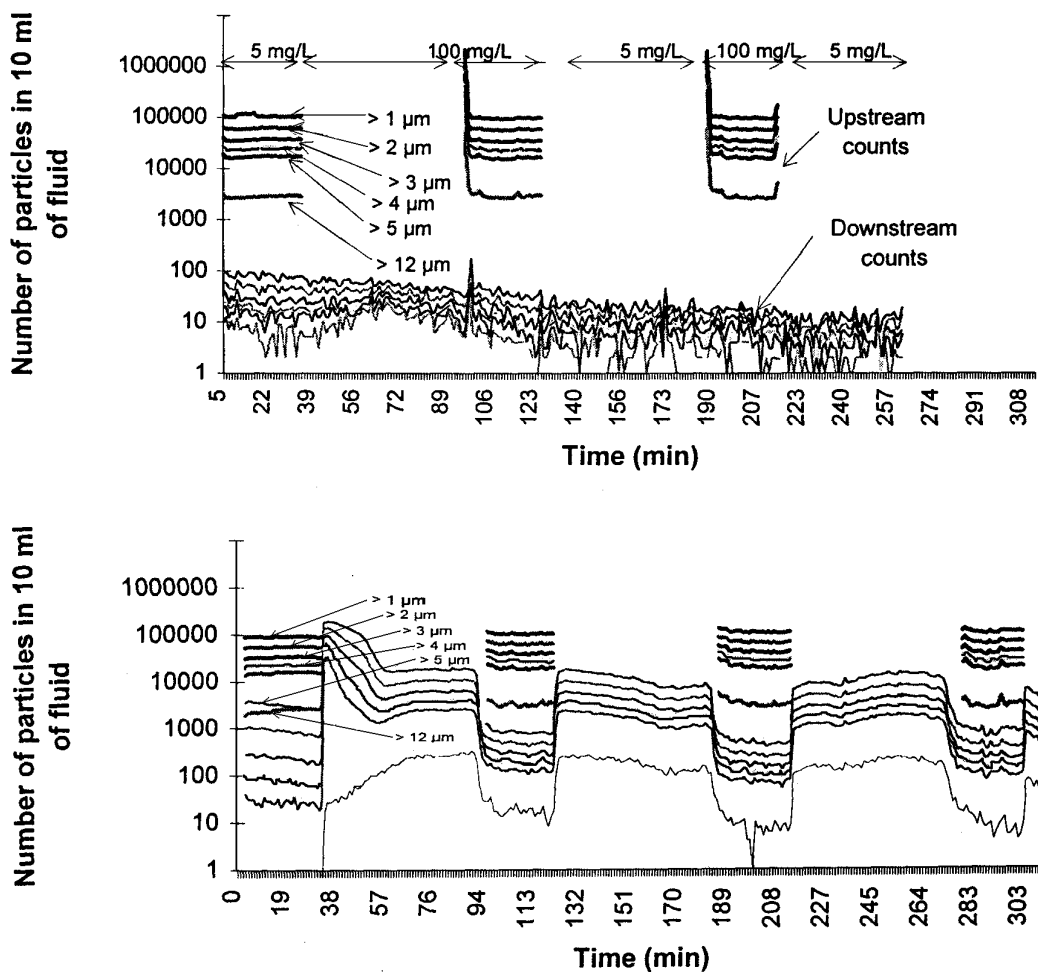 Number of particles in 10 ml
of fluid
5 mg/L
100 mg/L
5 mg/L
100 mg/L
5 mg/L
1000000
100000
10000
1000
100
10
1
> 1 µm
> 2 µm
> 3 µm
> 4 µm
> 5 µm
> 12 µm
Upstream
counts
Downstream
counts
5 22 39 56 72 89 106 123 140 156 173 190 207 223 240 257 274 291 308
Time (min)
Number of particles in 10 ml
of fluid
1000000
100000
10000
1000
100
10
1
> 1 µm
> 2 µm
> 3 µm
> 4 µm
> 5 µm
> 12 µm
0 19 38 57 76 94 113 132 151 170 189 208 227 245 264 283 303
Time (min)